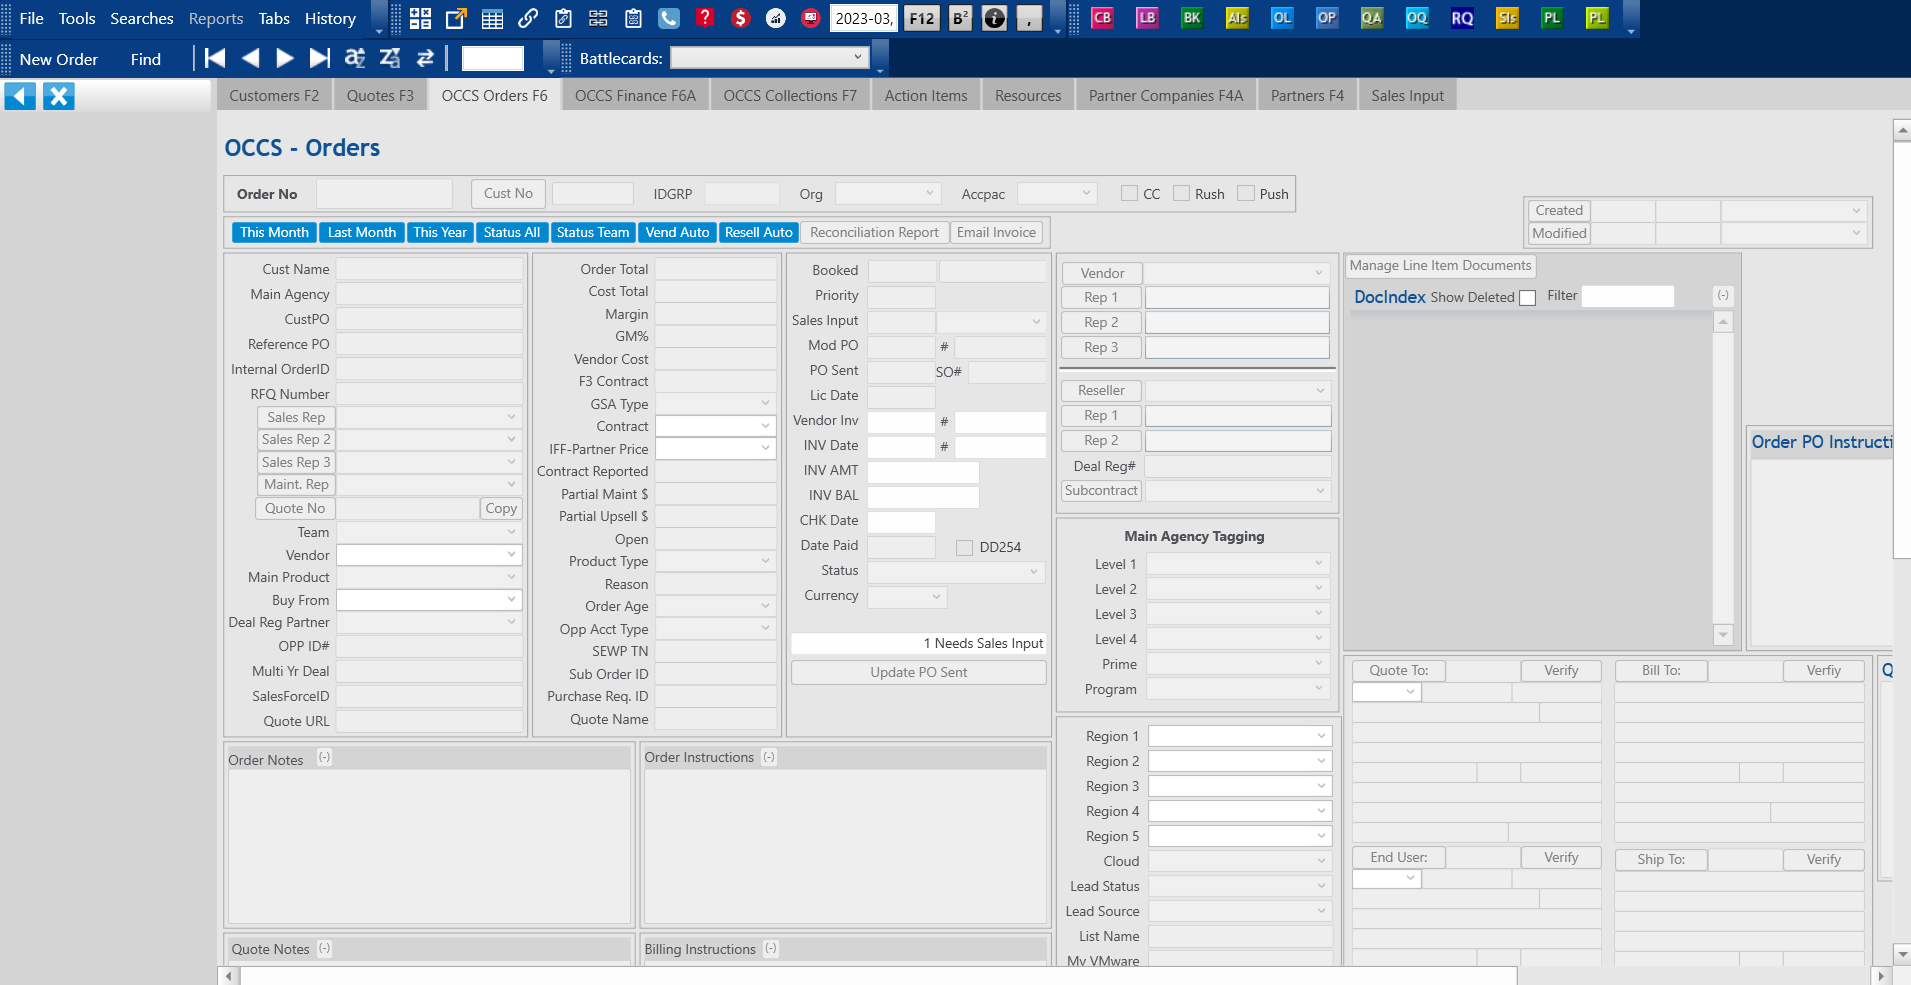 File Tools Searches Reports Tabs History
2023-03,
F12 B2 i ,
CB LB BK AIs OL OP QA OQ RQ SIs PL PL
New Order Find
Battlecards:
Customers F2 Quotes F3 OCCS Orders F6 OCCS Finance F6A OCCS Collections F7 Action Items Resources Partner Companies F4A Partners F4 Sales Input
OCCS - Orders
Order No Cust No IDGRP Org Accpac CC Rush Push
Created
Modified
This Month Last Month This Year Status All Status Team Vend Auto Resell Auto Reconciliation Report Email Invoice
Cust Name
Main Agency
CustPO
Reference PO
Internal OrderID
RFQ Number
Sales Rep
Sales Rep 2
Sales Rep 3
Maint. Rep
Quote No Copy
Team
Vendor
Main Product
Buy From
Deal Reg Partner
OPP ID#
Multi Yr Deal
SalesForceID
Quote URL
Order Total
Cost Total
Margin
GM%
Vendor Cost
F3 Contract
GSA Type
Contract
IFF-Partner Price
Contract Reported
Partial Maint $
Partial Upsell $
Open
Product Type
Reason
Order Age
Opp Acct Type
SEWP TN
Sub Order ID
Purchase Req. ID
Quote Name
Booked
Priority
Sales Input
Mod PO #
PO Sent SO#
Lic Date
Vendor Inv #
INV Date #
INV AMT
INV BAL
CHK Date
Date Paid DD254
Status
Currency
1 Needs Sales Input
Update PO Sent
Vendor
Rep 1
Rep 2
Rep 3
Reseller
Rep 1
Rep 2
Deal Reg#
Subcontract
Main Agency Tagging
Level 1
Level 2
Level 3
Level 4
Prime
Program
Region 1
Region 2
Region 3
Region 4
Region 5
Cloud
Lead Status
Lead Source
List Name
My VMware
Manage Line Item Documents
DocIndex Show Deleted Filter (-)
Order PO Instructi
Quote To: Verify Bill To: Verfiy
Q
End User: Verify Ship To: Verify
Order Notes (-)
Order Instructions (-)
Quote Notes (-)
Billing Instructions (-)